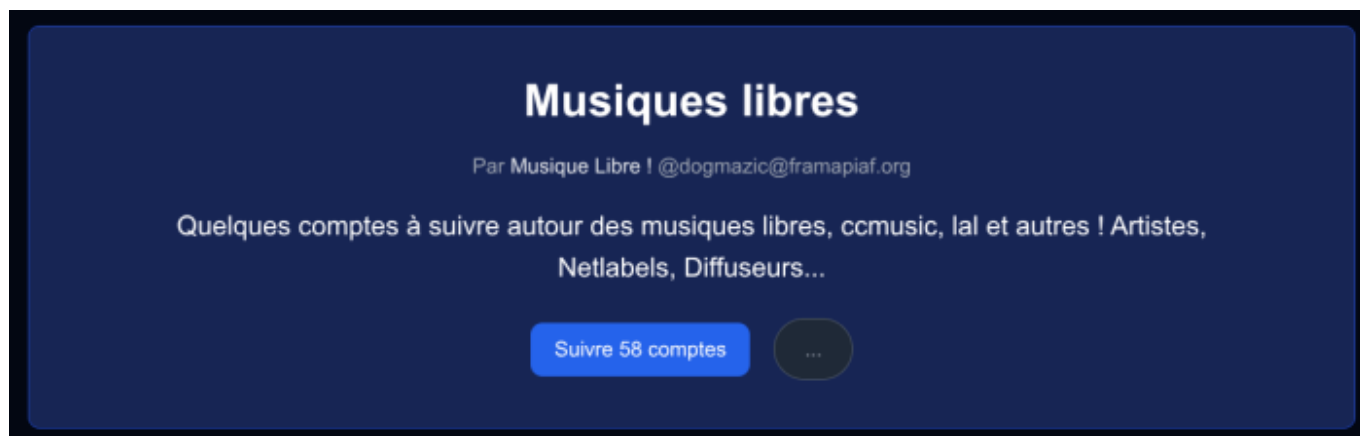 Musiques libres
Par Musique Libre ! @dogmazic@framapiaf.org
Quelques comptes à suivre autour des musiques libres, ccmusic, lal et autres ! Artistes,
Netlabels, Diffuseurs...
Suivre 58 comptes
...